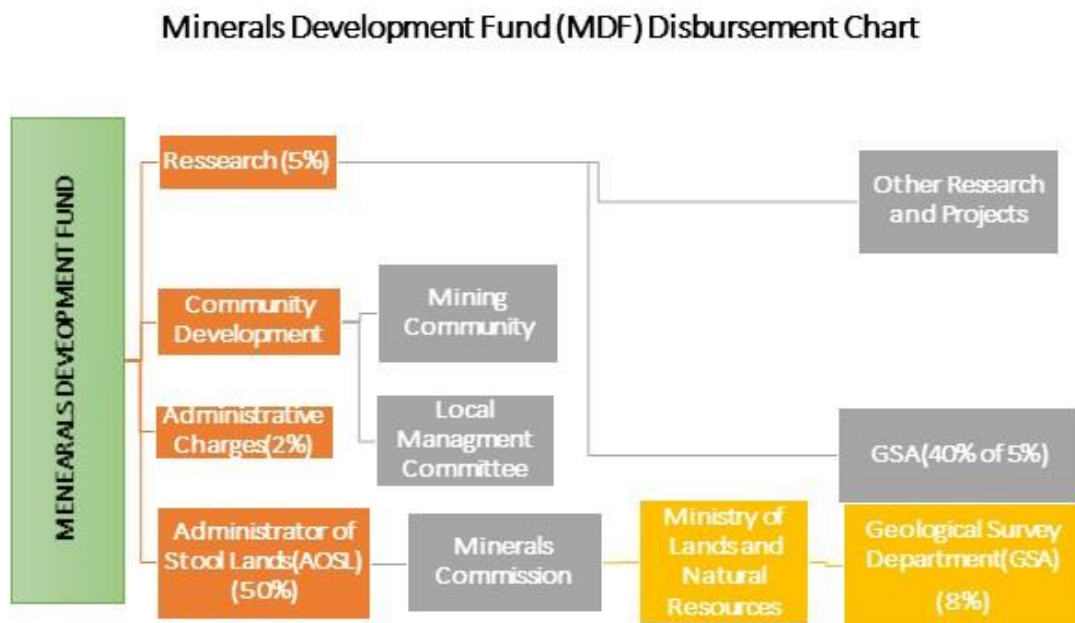 Minerals Development Fund (MDF) Disbursement Chart
MENEARALS DEVEOPMENT FUND
Ressearch (5%)
Other Research
and Projects
Community
Development
Mining
Community
Administrative
Charges(2%)
Local
Managment
Committee
GSA(40% of 5%)
Administrator of
Stool Lands(AOSL)
(50%)
Minerals
Commission
Ministry of
Lands and
Natural
Resources
Geological Survey
Department(GSA)
(8%)